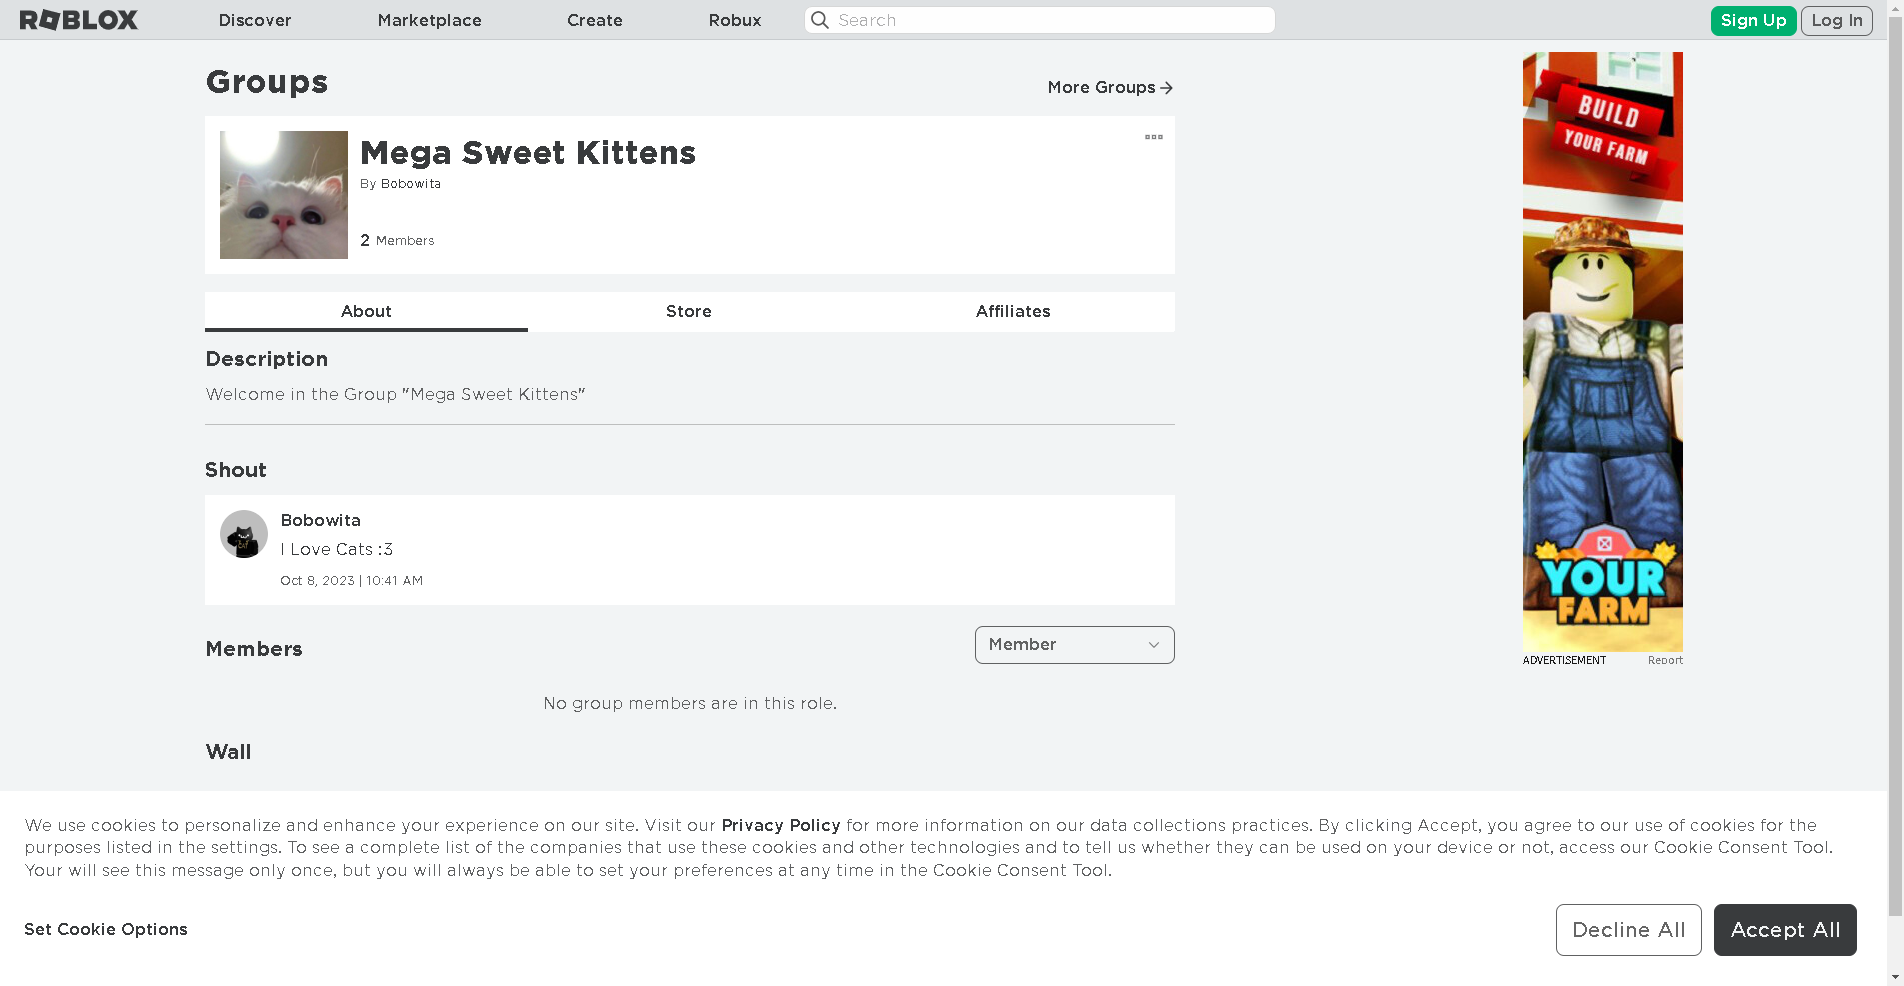 ROBLOX
Discover
Marketplace
Create
Robux
Search
Sign Up
Log In
Groups
More Groups
Mega Sweet Kittens
By Bobowita
2 Members
About
Store
Affiliates
Description
Welcome in the Group "Mega Sweet Kittens"
Shout
Bobowita
I Love Cats :3
Oct 8, 2023 | 10:41 AM
Members
Member
No group members are in this role.
Wall
BUILD
YOUR FARM
YOUR
FARM
ADVERTISEMENT
Report
We use cookies to personalize and enhance your experience on our site. Visit our Privacy Policy for more information on our data collections practices. By clicking Accept, you agree to our use of cookies for the
purposes listed in the settings. To see a complete list of the companies that use these cookies and other technologies and to tell us whether they can be used on your device or not, access our Cookie Consent Tool.
Your will see this message only once, but you will always be able to set your preferences at any time in the Cookie Consent Tool.
Set Cookie Options
Decline All
Accept All